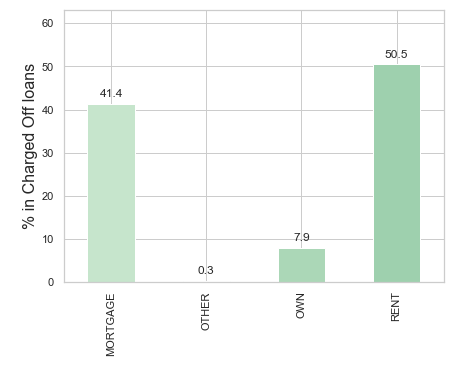 % in Charged Off loans
60
50
40
30
20
10
0
41.4
0.3
7.9
50.5
MORTGAGE
OTHER
OWN
RENT